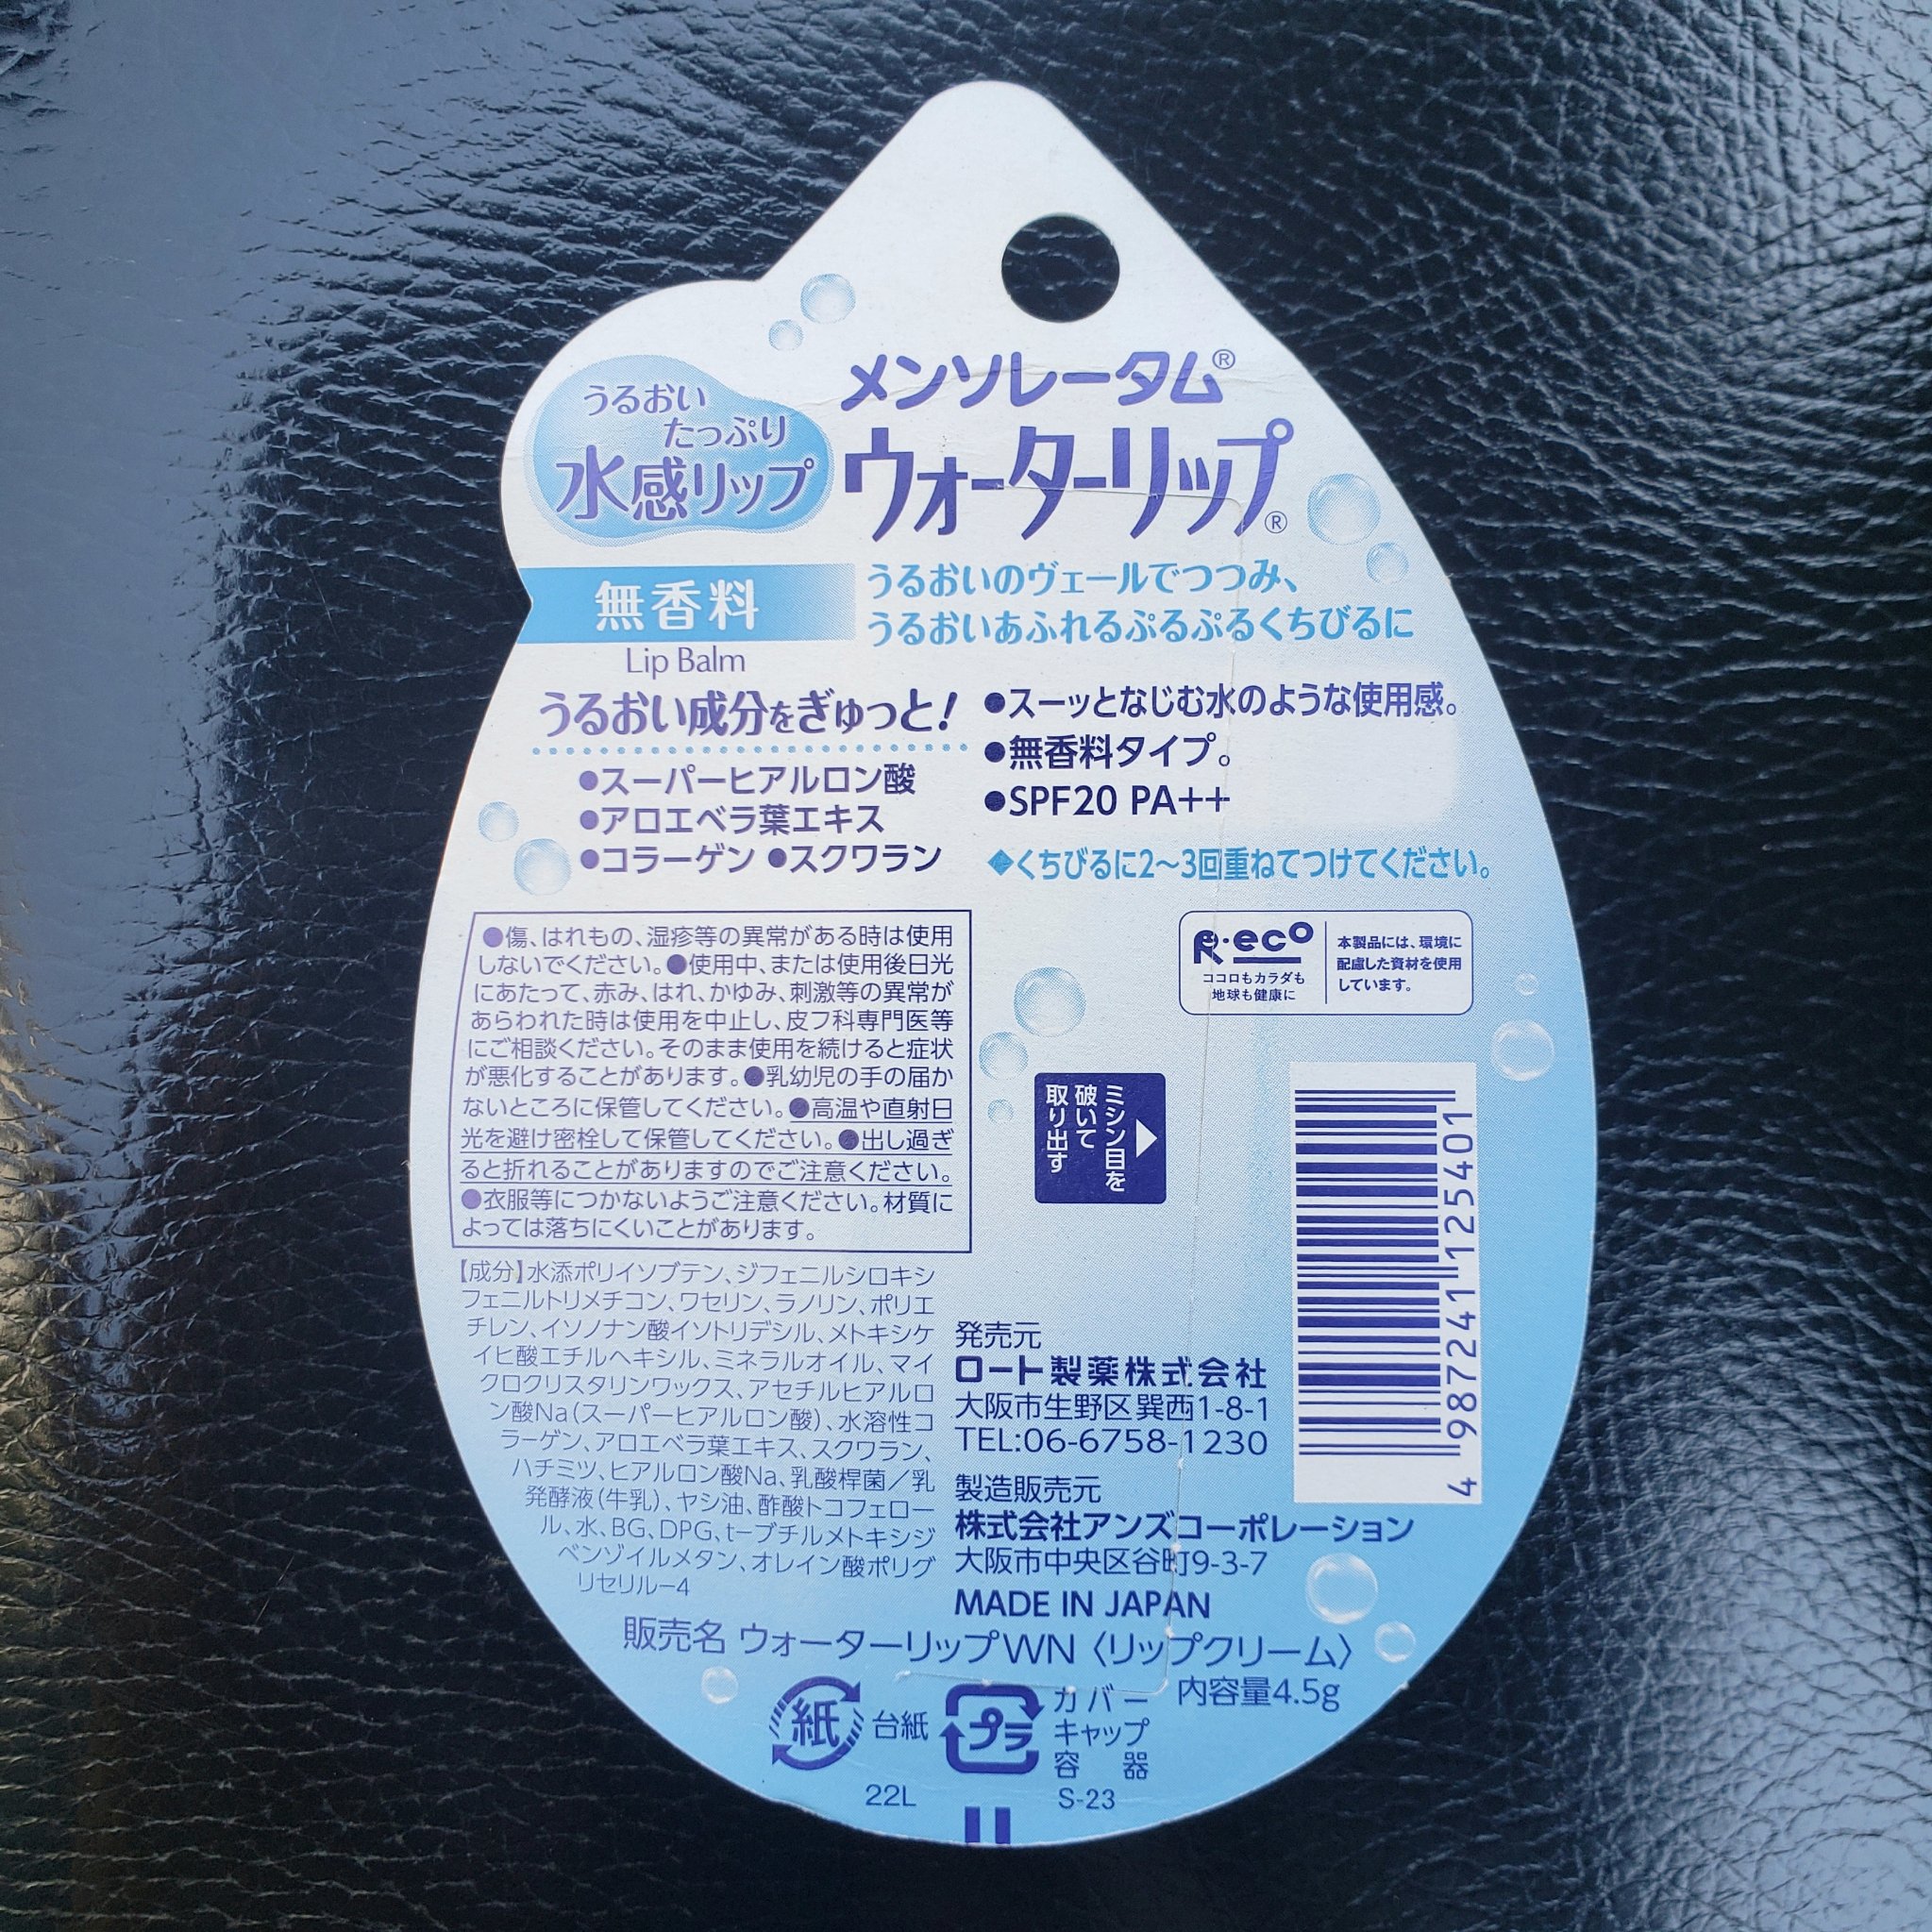 うるおい
たっぷり
水感リップ
メンソレータム®
ウォーターリップ®
無香料
Lip Balm
うるおいのヴェールでつつみ、
うるおいあふれるぷるぷるくちびるに
うるおい成分をぎゅっと!
●スーパーヒアルロン酸
●アロエベラ葉エキス
●コラーゲン ●スクワラン
●スーッとなじむ水のような使用感。
●無香料タイプ。
●SPF20 PA++
◆くちびるに2～3回重ねてつけてください。
●傷、はれもの、湿疹等の異常がある時は使用
しないでください。●使用中、または使用後日光
にあたって、赤み、はれ、かゆみ、刺激等の異常が
あらわれた時は使用を中止し、皮フ科専門医等
にご相談ください。そのまま使用を続けると症状
が悪化することがあります。●乳幼児の手の届か
ないところに保管してください。●高温や直射日
光を避け密栓して保管してください。●出し過ぎ
ると折れることがありますのでご注意ください。
●衣服等につかないようご注意ください。材質に
よっては落ちにくいことがあります。
R・eco
ココロもカラダも
地球も健康に
本製品には、環境に
配慮した資材を使用
しています。
ミシン目を
破いて
取り出す
4 987241 125401
【成分】水添ポリイソブテン、ジフェニルシロキシ
フェニルトリメチコン、ワセリン、ラノリン、ポリエ
チレン、イソノナン酸イソトリデシル、メトキシケ
イヒ酸エチルヘキシル、ミネラルオイル、マイ
クロクリスタリンワックス、アセチルヒアルロ
ン酸Na(スーパーヒアルロン酸)、水溶性コ
ラーゲン、アロエベラ葉エキス、スクワラン、
ハチミツ、ヒアルロン酸Na、乳酸桿菌／乳
発酵液(牛乳)、ヤシ油、酢酸トコフェロー
ル、水、BG、DPG、t-ブチルメトキシジ
ベンゾイルメタン、オレイン酸ポリグ
リセリル-4
発売元
ロート製薬株式会社
大阪市生野区巽西1-8-1
TEL:06-6758-1230
製造販売元
株式会社アンズコーポレーション
大阪市中央区谷町9-3-7
MADE IN JAPAN
販売名 ウォーターリップWN〈リップクリーム〉
内容量4.5g
紙
台紙
プラ
カバー
キャップ
容 器
22L
S-23